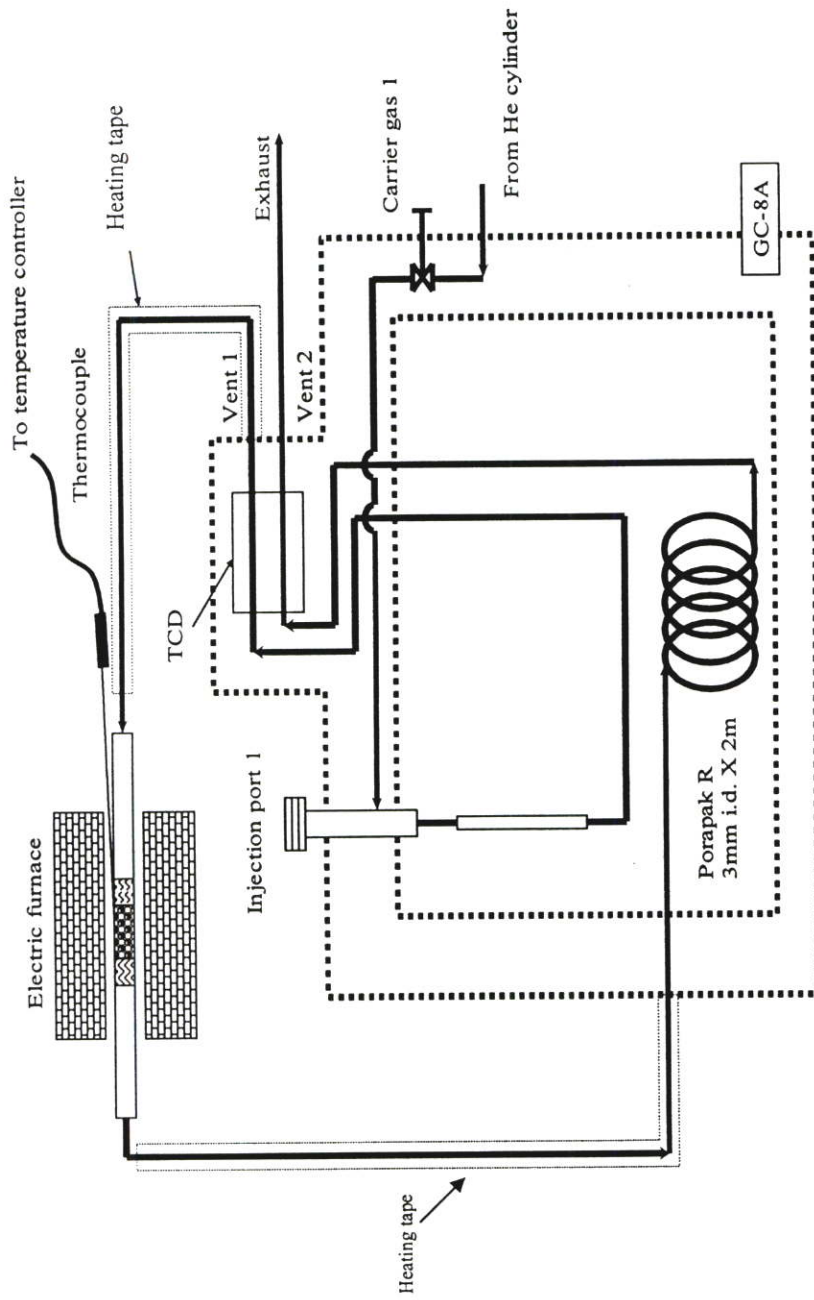 To temperature controller
Thermocouple
Heating tape
Electric furnace
Exhaust
Vent 1
Vent 2
TCD
Carrier gas 1
From He cylinder
Injection port 1
GC-8A
Porapak R
3mm i.d. X 2m
Heating tape